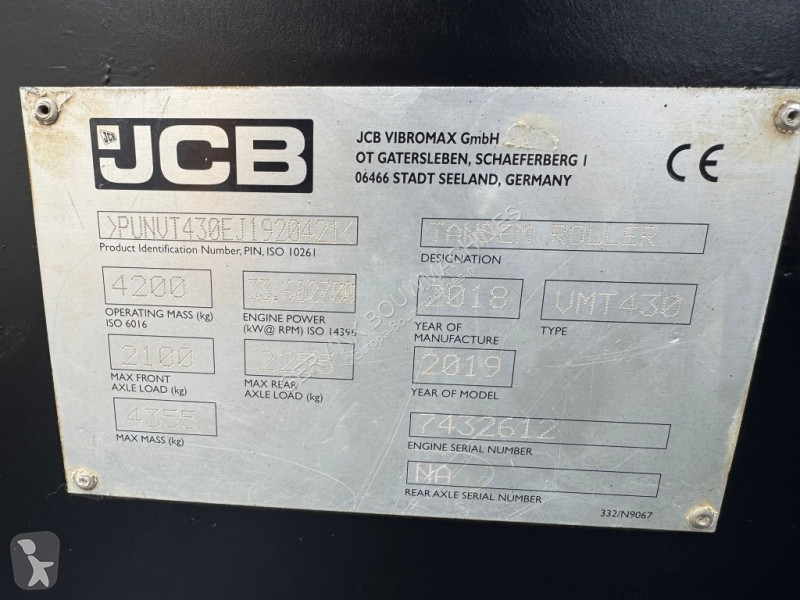 JCB
JCB
JCB VIBROMAX GmbH
OT GATERSLEBEN, SCHAEFERBERG 1
06466 STADT SEELAND, GERMANY
CE
Product Identification Number, PIN, ISO 10261
TANDEM ROLLER
DESIGNATION
4200
OPERATING MASS (kg)
ISO 6016
ENGINE POWER
(kW@ RPM) ISO 14396
2018
YEAR OF
MANUFACTURE
VMT430
TYPE
2100
MAX FRONT
AXLE LOAD (kg)
2255
MAX REAR
AXLE LOAD (kg)
2019
YEAR OF MODEL
4355
MAX MASS (kg)
7432612
ENGINE SERIAL NUMBER
NA
REAR AXLE SERIAL NUMBER
332/N9067